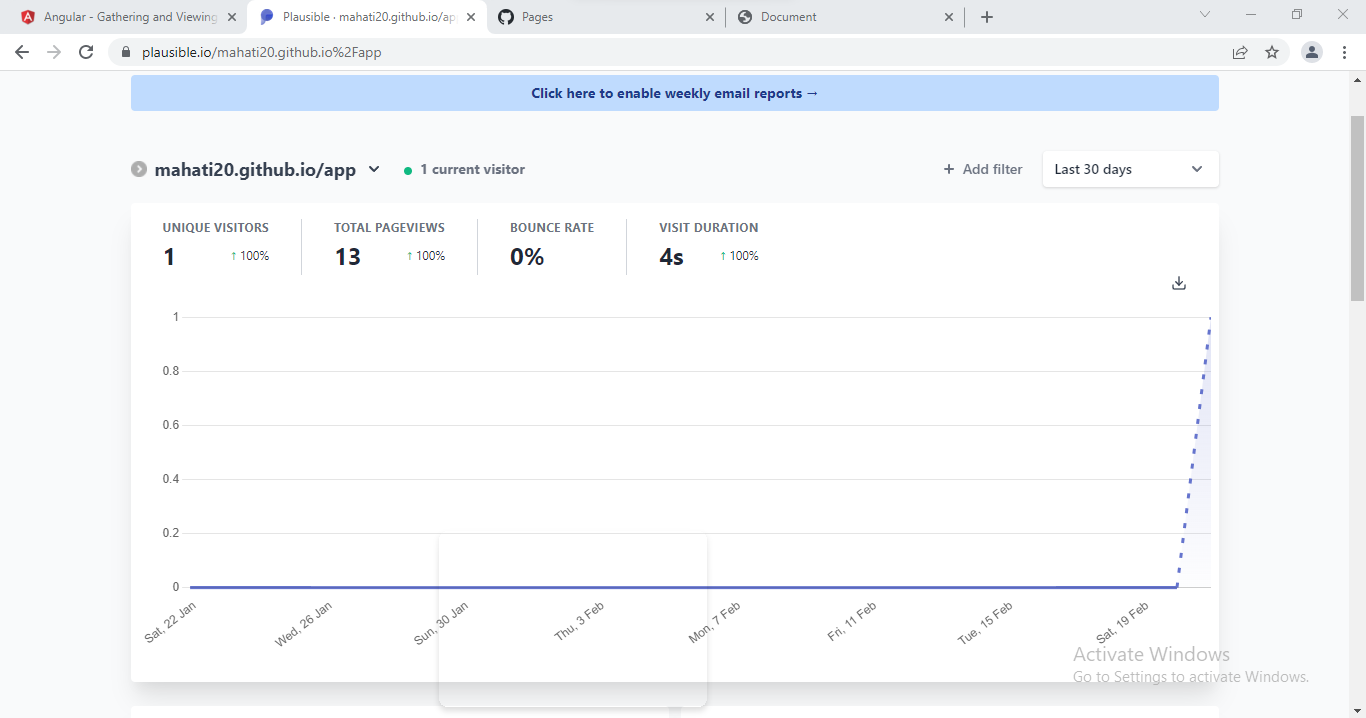 Angular - Gathering and Viewing
Plausible · mahati20.github.io/ap
Pages
Document
plausible.io/mahati20.github.io%2Fapp
Click here to enable weekly email reports →
mahati20.github.io/app
1 current visitor
+ Add filter
Last 30 days
UNIQUE VISITORS
1 ↑ 100%
TOTAL PAGEVIEWS
13 ↑ 100%
BOUNCE RATE
0%
VISIT DURATION
4s ↑ 100%
1
0.8
0.6
0.4
0.2
0
Sat, 22 Jan
Wed, 26 Jan
Sun, 30 Jan
Thu, 3 Feb
Mon, 7 Feb
Fri, 11 Feb
Tue, 15 Feb
Sat, 19 Feb
Activate Windows
Go to Settings to activate Windows.